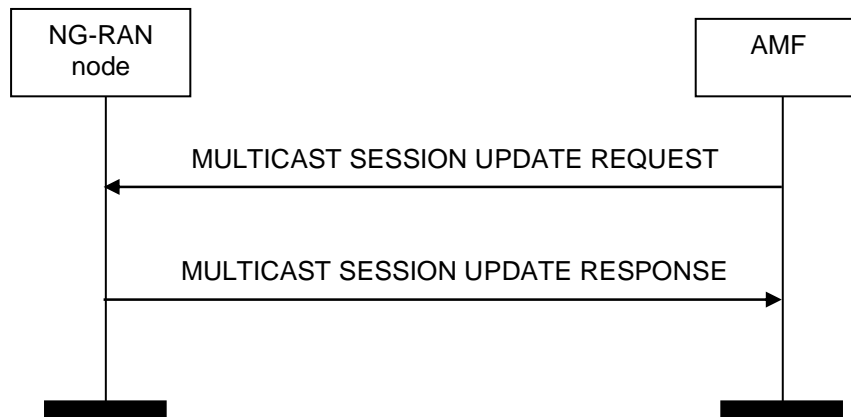 NG-RAN
node
AMF
MULTICAST SESSION UPDATE REQUEST
MULTICAST SESSION UPDATE RESPONSE